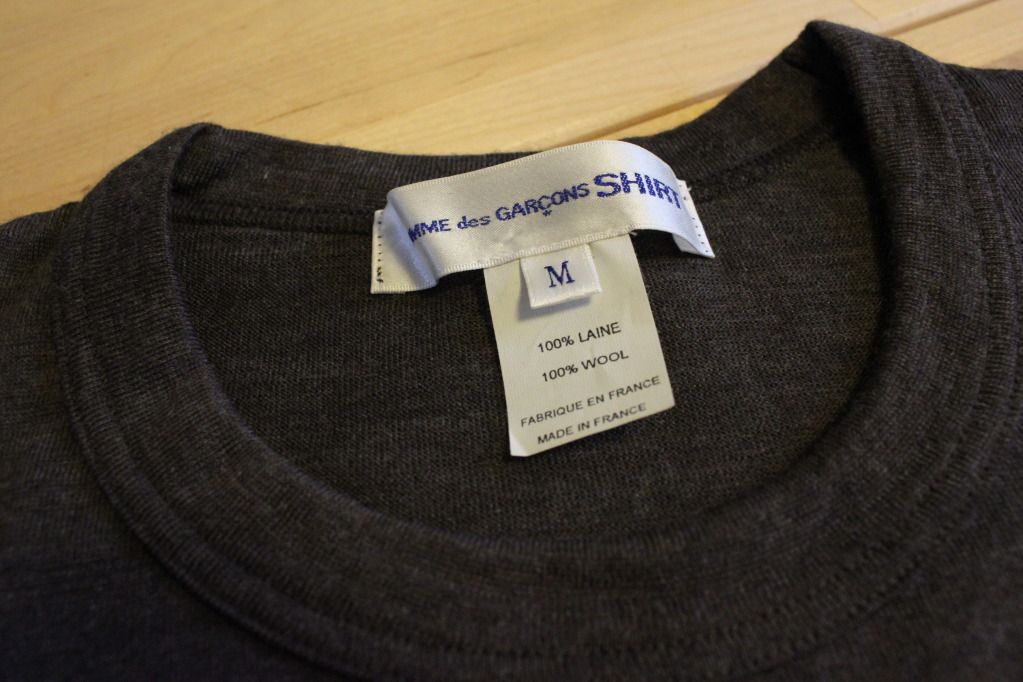 MME des GARÇONS SHIRT
M
100% LAINE
100% WOOL
FABRIQUE EN FRANCE
MADE IN FRANCE